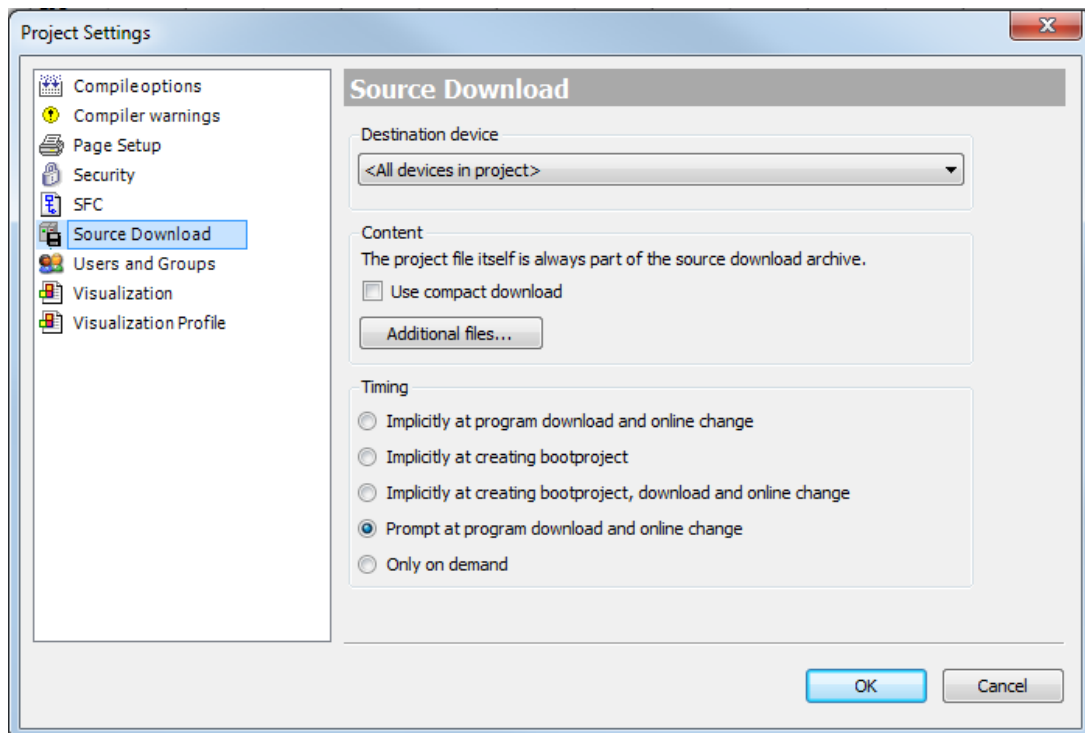 Project Settings
Compileoptions
Compiler warnings
Page Setup
Security
SFC
Source Download
Users and Groups
Visualization
Visualization Profile
Source Download
Destination device
<All devices in project>
Content
The project file itself is always part of the source download archive.
Use compact download
Additional files...
Timing
Implicitly at program download and online change
Implicitly at creating bootproject
Implicitly at creating bootproject, download and online change
Prompt at program download and online change
Only on demand
OK
Cancel